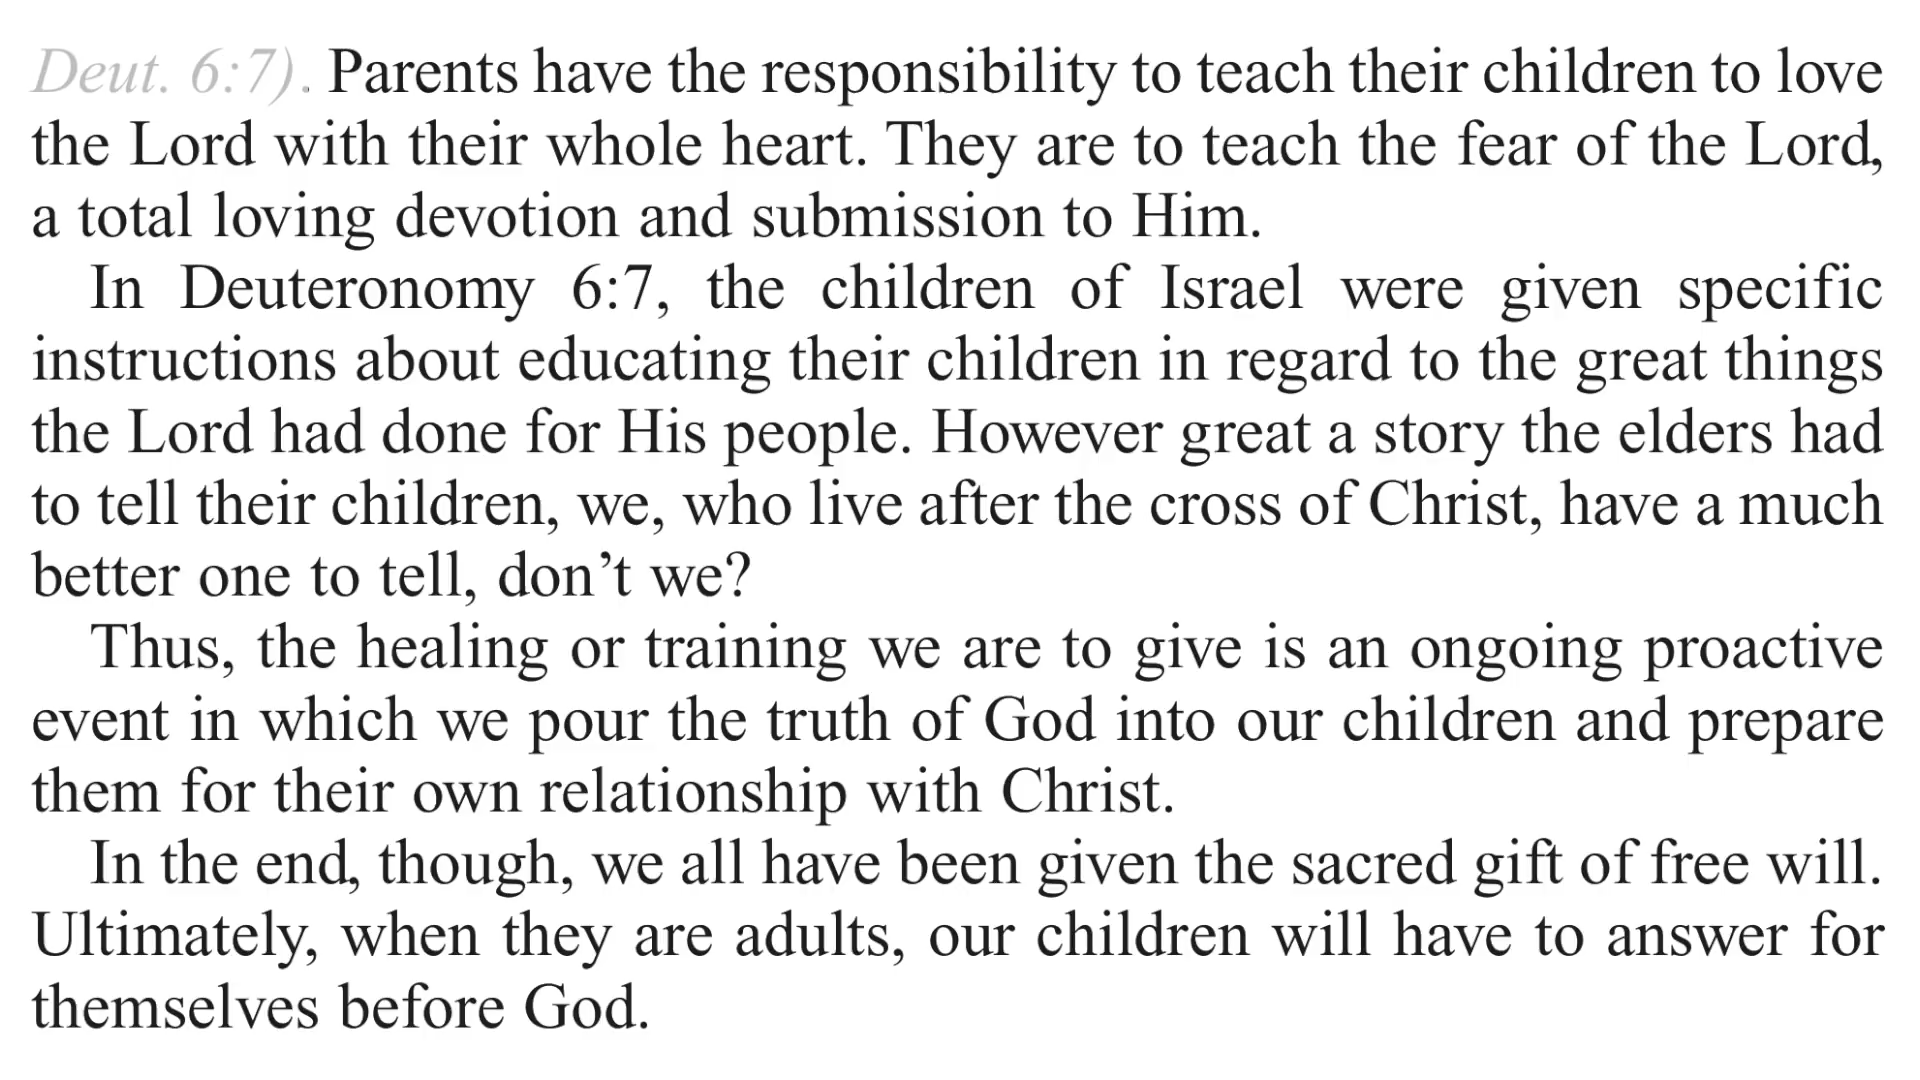 Deut. 6:7). Parents have the responsibility to teach their children to love
the Lord with their whole heart. They are to teach the fear of the Lord,
a total loving devotion and submission to Him.
In Deuteronomy 6:7, the children of Israel were given specific
instructions about educating their children in regard to the great things
the Lord had done for His people. However great a story the elders had
to tell their children, we, who live after the cross of Christ, have a much
better one to tell, don’t we?
Thus, the healing or training we are to give is an ongoing proactive
event in which we pour the truth of God into our children and prepare
them for their own relationship with Christ.
In the end, though, we all have been given the sacred gift of free will.
Ultimately, when they are adults, our children will have to answer for
themselves before God.